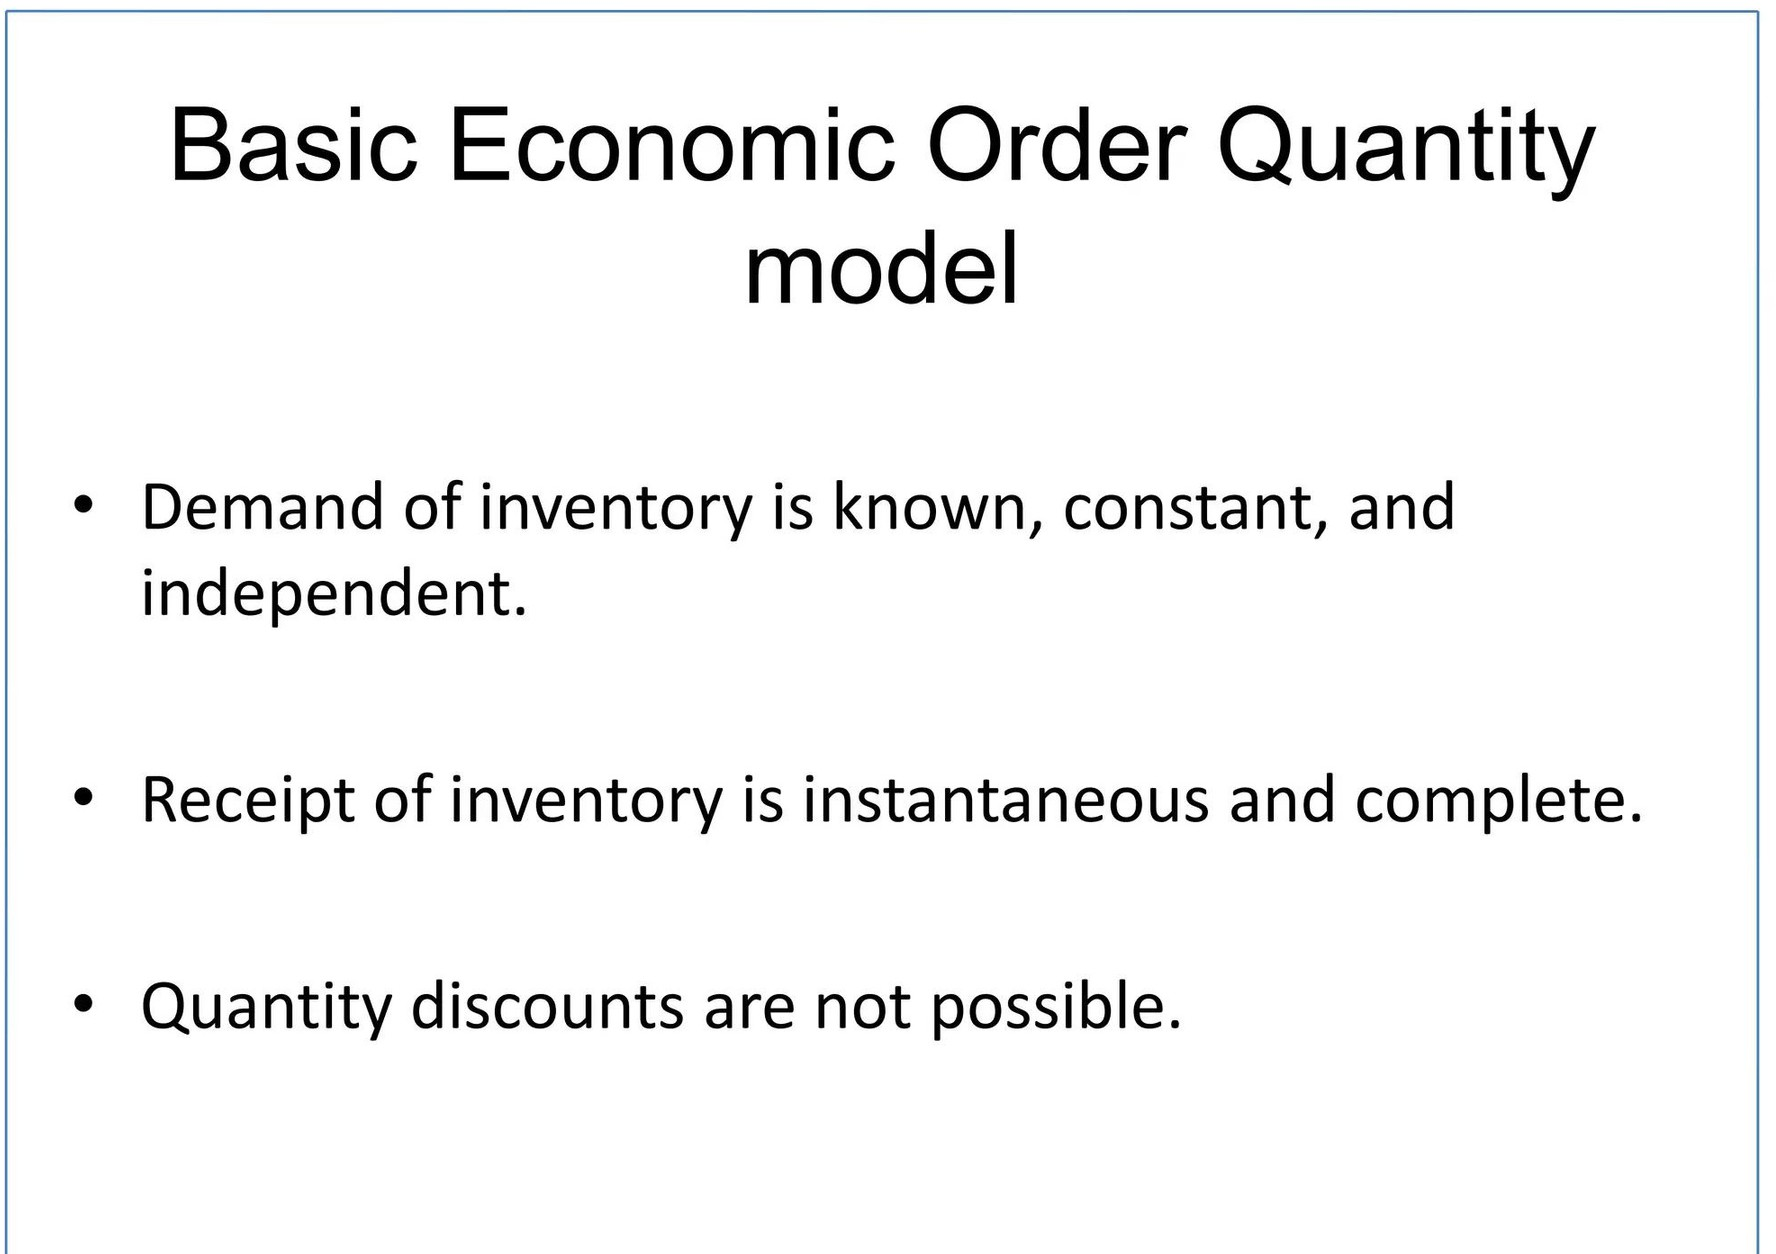 Basic Economic Order Quantity
model
• Demand of inventory is known, constant, and
independent.
• Receipt of inventory is instantaneous and complete.
• Quantity discounts are not possible.